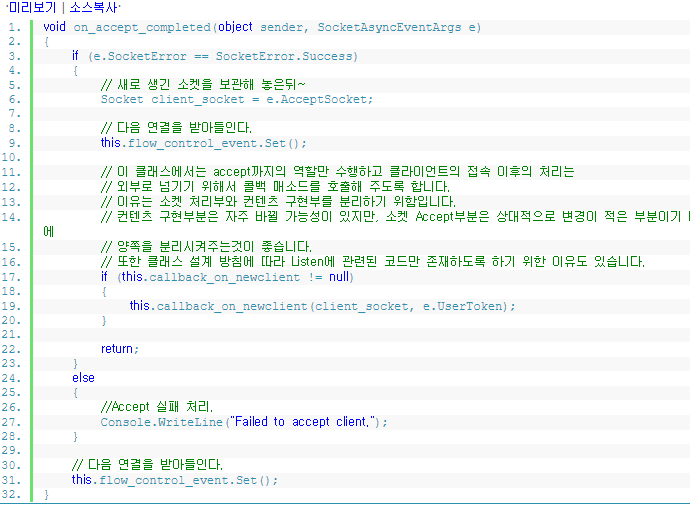 미리보기 | 소스복사
1. void on_accept_completed(object sender, SocketAsyncEventArgs e)
2. {
3. if (e.SocketError == SocketError.Success)
4. {
5. // 새로 생긴 소켓을 보관해 놓은뒤~
6. Socket client_socket = e.AcceptSocket;
7.
8. // 다음 연결을 받아들인다.
9. this.flow_control_event.Set();
10.
11. // 이 클래스에서는 accept까지의 역할만 수행하고 클라이언트의 접속 이후의 처리는
12. // 외부로 넘기기 위해서 콜백 매소드를 호출해 주도록 합니다.
13. // 이유는 소켓 처리부와 컨텐츠 구현부를 분리하기 위함입니다.
14. // 컨텐츠 구현부분은 자주 바뀔 가능성이 있지만, 소켓 Accept부분은 상대적으로 변경이 적은 부분이기
에
15. // 양쪽을 분리시켜주는것이 좋습니다.
16. // 또한 클래스 설계 방침에 따라 Listen에 관련된 코드만 존재하도록 하기 위한 이유도 있습니다.
17. if (this.callback_on_newclient != null)
18. {
19. this.callback_on_newclient(client_socket, e.UserToken);
20. }
21.
22. return;
23. }
24. else
25. {
26. //Accept 실패 처리.
27. Console.WriteLine("Failed to accept client.");
28. }
29.
30. // 다음 연결을 받아들인다.
31. this.flow_control_event.Set();
32. }